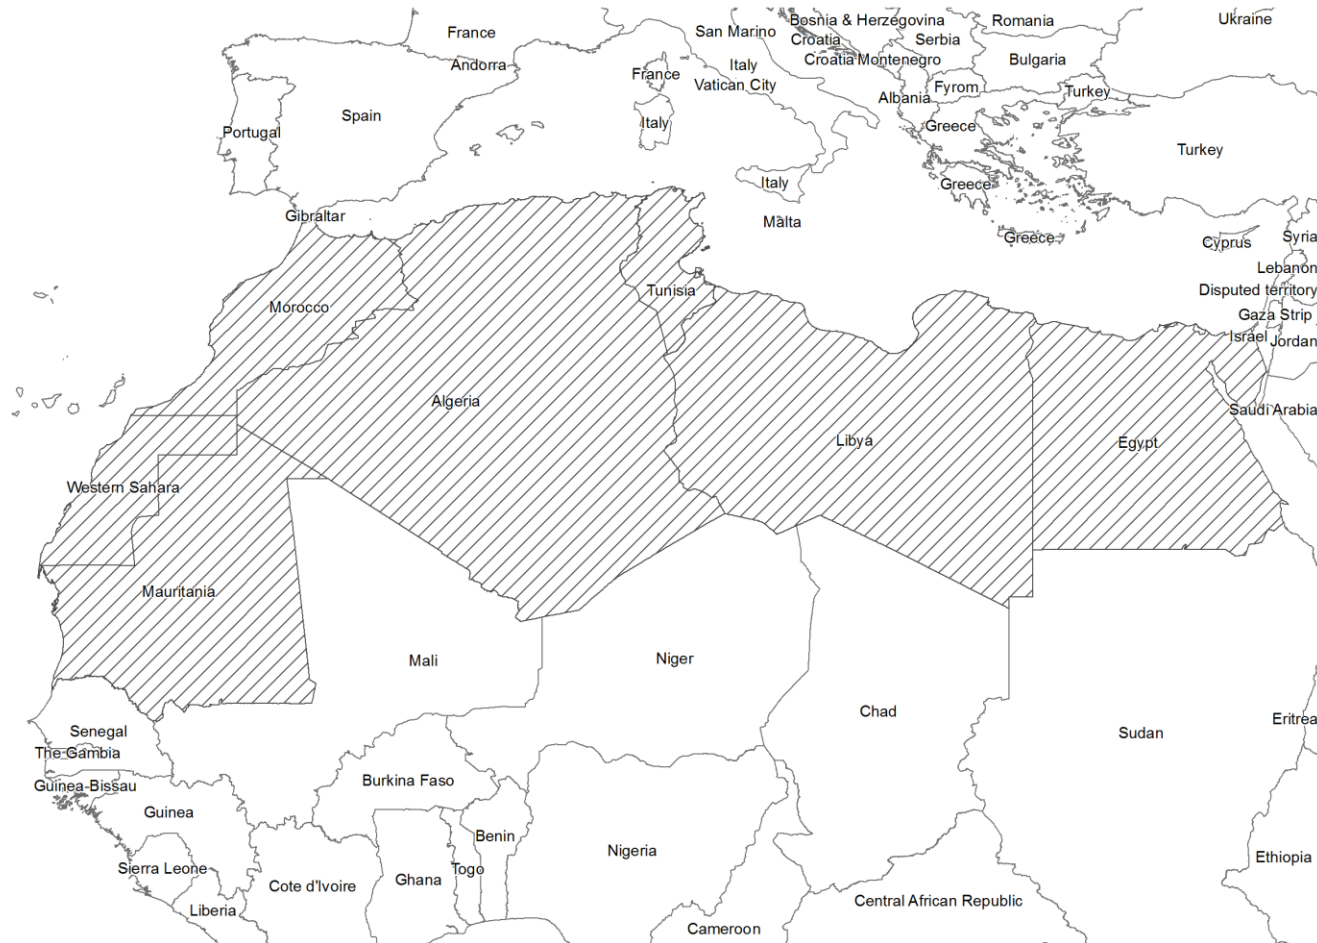 France
San Marino
Bosnia & Herzegovina
Romania
Ukraine
Croatia
Serbia
Andorra
France
Italy
Croatia
Montenegro
Bulgaria
Vatican City
Albania
Fyrom
Turkey
Portugal
Spain
Italy
Greece
Turkey
Italy
Greece
Gibraltar
Malta
Greece
Cyprus
Syria
Lebanon
Disputed territory
Morocco
Tunisia
Gaza Strip
Israel
Jordan
Algeria
Saudi Arabia
Libya
Egypt
Western Sahara
Mauritania
Mali
Niger
Chad
Sudan
Eritrea
Senegal
The Gambia
Guinea-Bissau
Burkina Faso
Guinea
Benin
Nigeria
Sierra Leone
Togo
Ethiopia
Cote d'Ivoire
Ghana
Liberia
Central African Republic
Cameroon